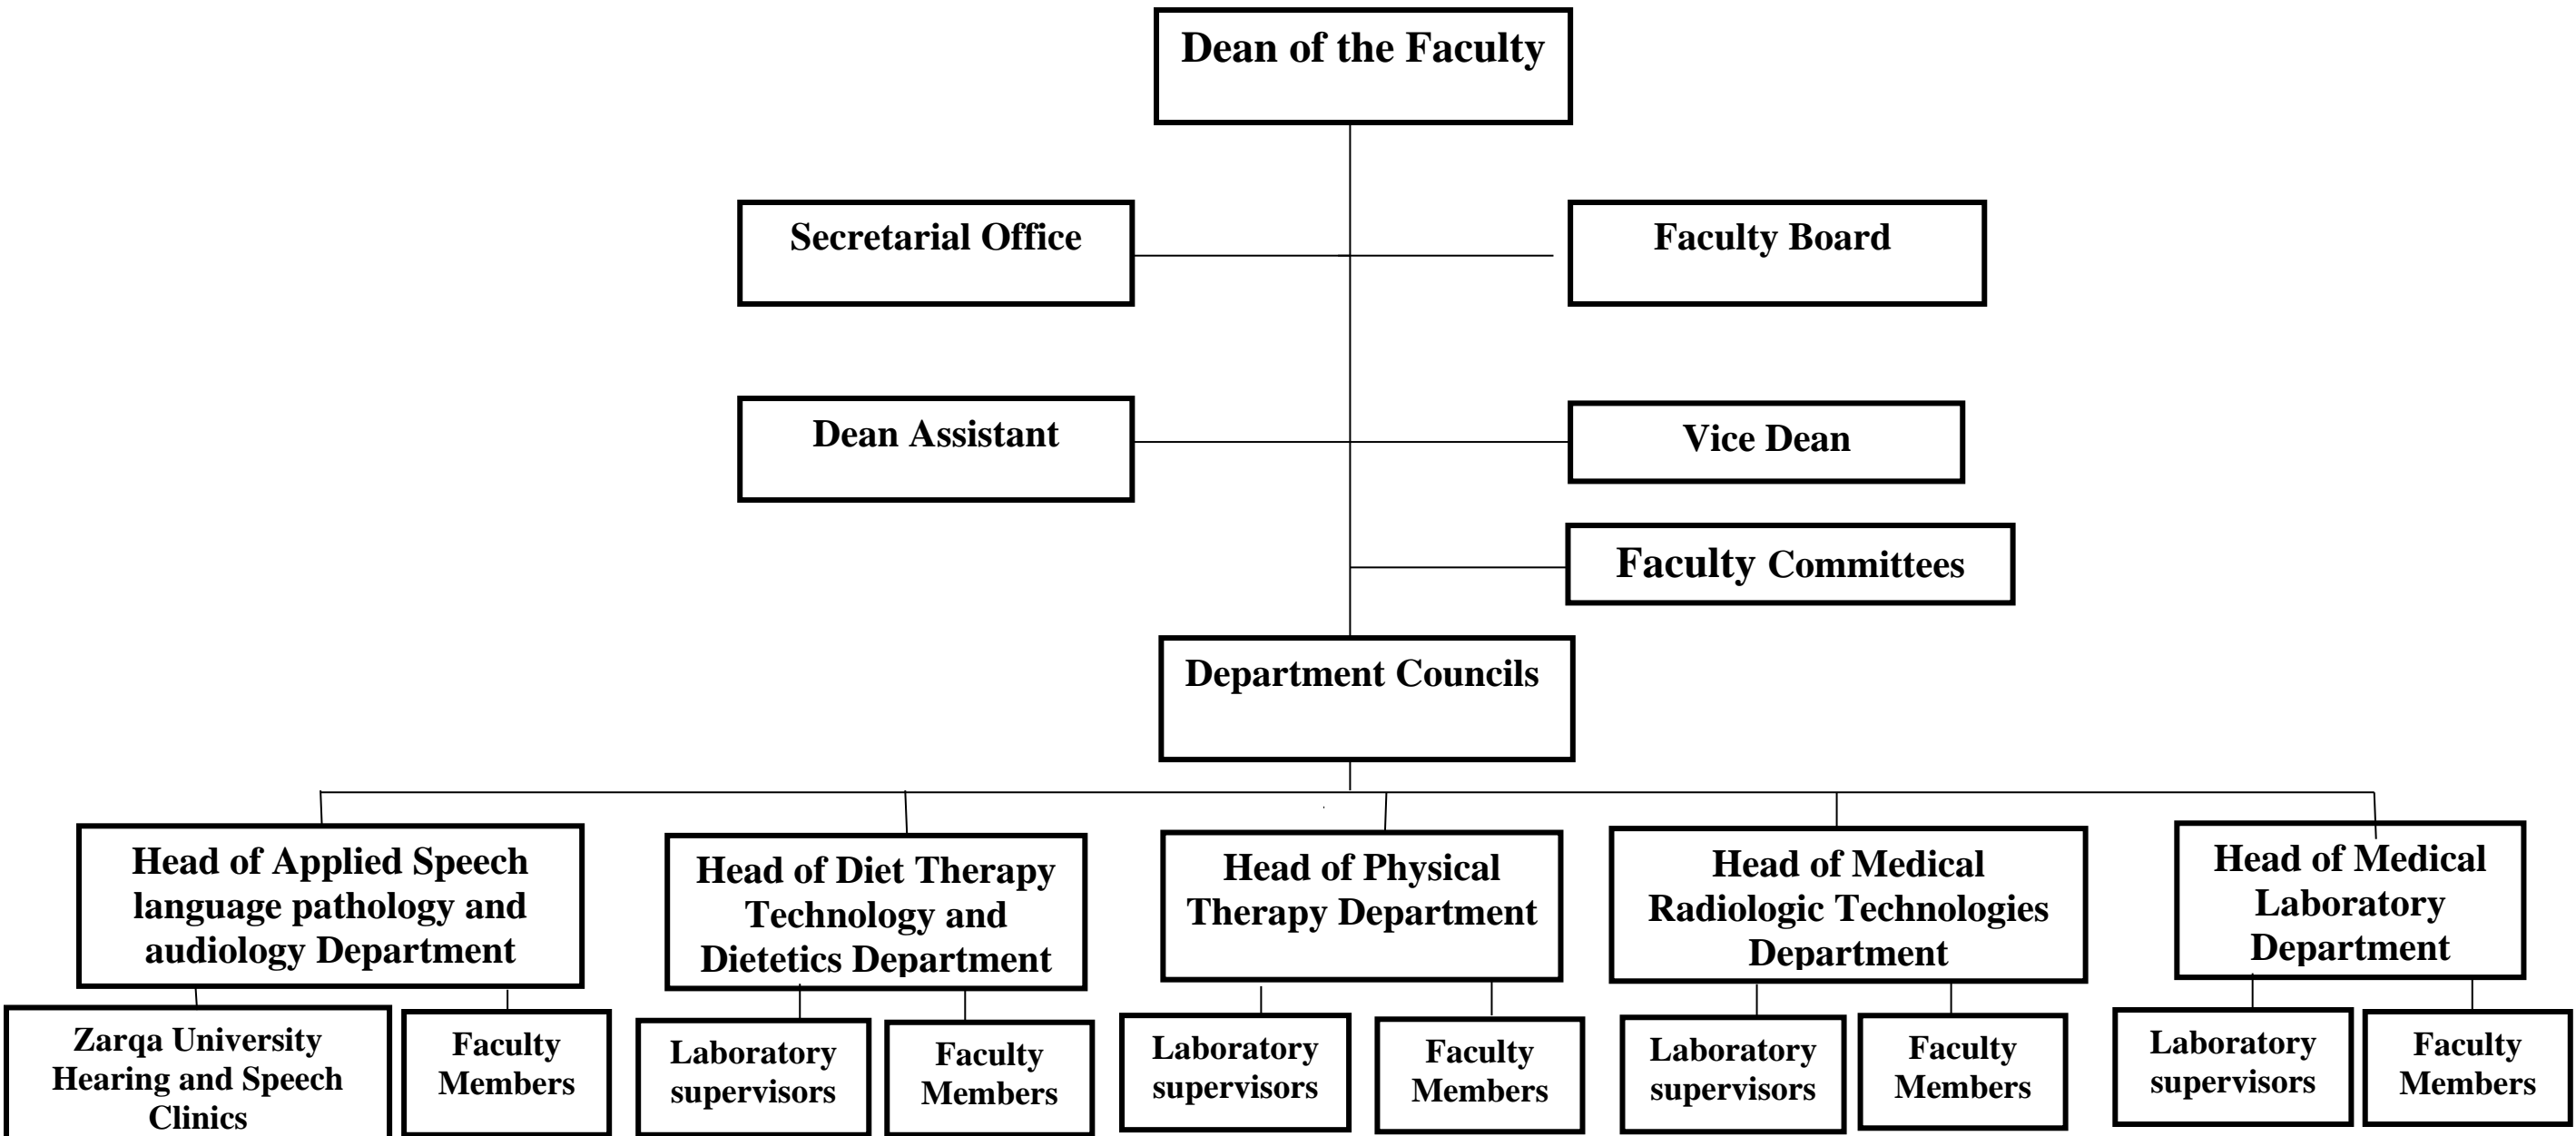 Dean of the Faculty
Secretarial Office
Faculty Board
Dean Assistant
Vice Dean
Faculty Committees
Department Councils
Head of Applied Speech
language pathology and
audiology Department
Head of Diet Therapy
Technology and
Dietetics Department
Head of Physical
Therapy Department
Head of Medical
Radiologic Technologies
Department
Head of Medical
Laboratory
Department
Zarqa University
Hearing and Speech
Clinics
Faculty
Members
Laboratory
supervisors
Faculty
Members
Laboratory
supervisors
Faculty
Members
Laboratory
supervisors
Faculty
Members
Laboratory
supervisors
Faculty
Members